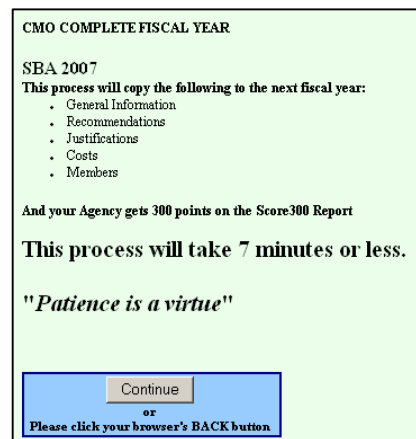 CMO COMPLETE FISCAL YEAR
SBA 2007
This process will copy the following to the next fiscal year:
• General Information
• Recommendations
• Justifications
• Costs
• Members
And your Agency gets 300 points on the Score300 Report
This process will take 7 minutes or less.
"Patience is a virtue"
Continue
or
Please click your browser's BACK button